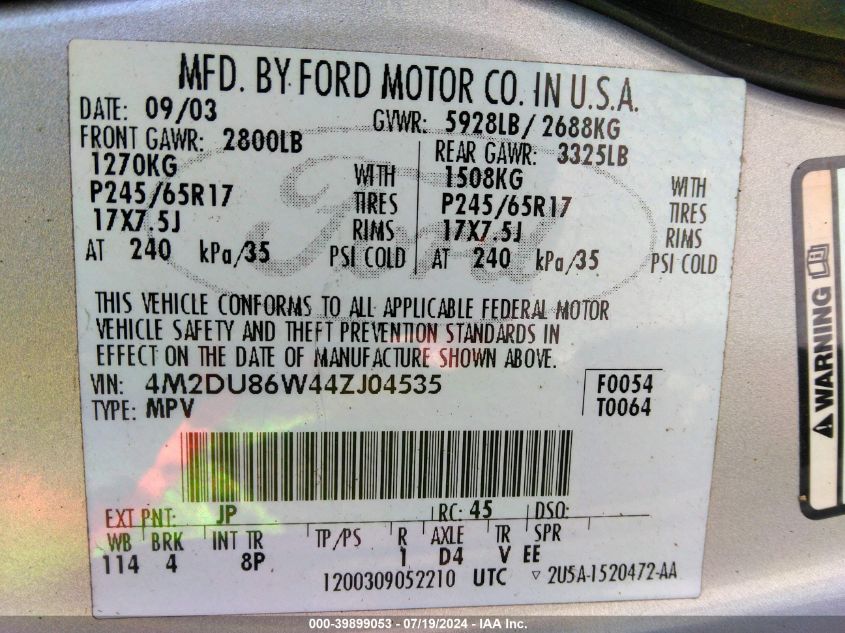 MFD. BY FORD MOTOR CO. IN U.S.A.
DATE: 09/03 GVWR: 5928LB/ 2688KG
FRONT GAWR: 2800LB REAR GAWR: 3325LB
1270KG WITH 1508KG WITH
P245/65R17 TIRES P245/65R17 TIRES
17X7.5J RIMS 17X7.5J RIMS
AT 240 kPa/35 PSI COLD AT 240 kPa/35 PSI COLD
Ford
THIS VEHICLE CONFORMS TO ALL APPLICABLE FEDERAL MOTOR
VEHICLE SAFETY AND THEFT PREVENTION STANDARDS IN
EFFECT ON THE DATE OF MANUFACTURE SHOWN ABOVE.
VIN: 4M2DU86W44ZJ04535 F0054
TYPE: MPV T0064
EXT PNT: JP RC: 45 DSO:
WB BRK INT TR TP/PS R AXLE TR SPR
114 4 8P 1 D4 V EE
1200309052210 UTC ▽ 2U5A-1520472-AA
WARNING
000-39899053 - 07/19/2024 - IAA Inc.